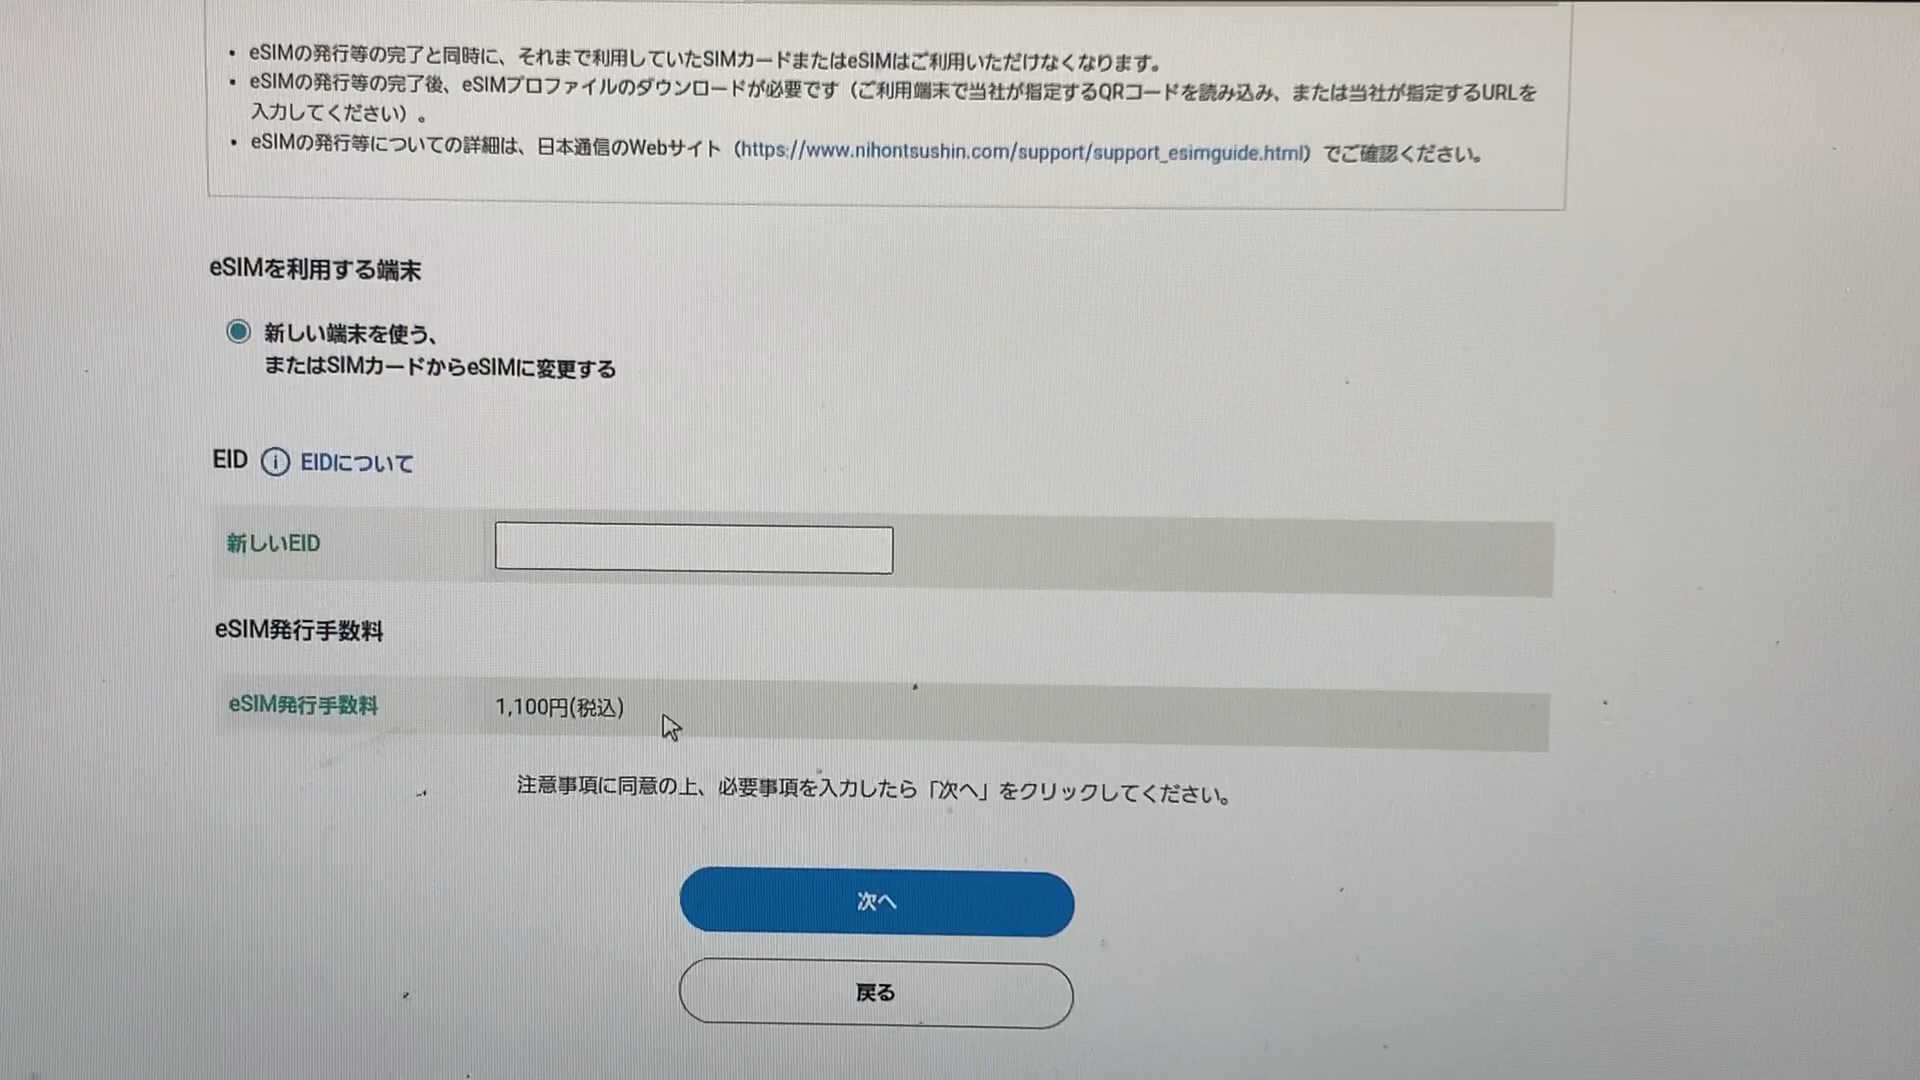 • eSIMの発行等の完了と同時に、それまで利用していたSIMカードまたはeSIMはご利用いただけなくなります。
• eSIMの発行等の完了後、eSIMプロファイルのダウンロードが必要です（ご利用端末で当社が指定するQRコードを読み込み、または当社が指定するURLを
入力してください）。
• eSIMの発行等についての詳細は、日本通信のWebサイト（https://www.nihontsushin.com/support/support_esimguide.html）でご確認ください。
eSIMを利用する端末
新しい端末を使う、
またはSIMカードからeSIMに変更する
EID i EIDについて
新しいEID
eSIM発行手数料
eSIM発行手数料 1,100円(税込)
注意事項に同意の上、必要事項を入力したら「次へ」をクリックしてください。
次へ
戻る